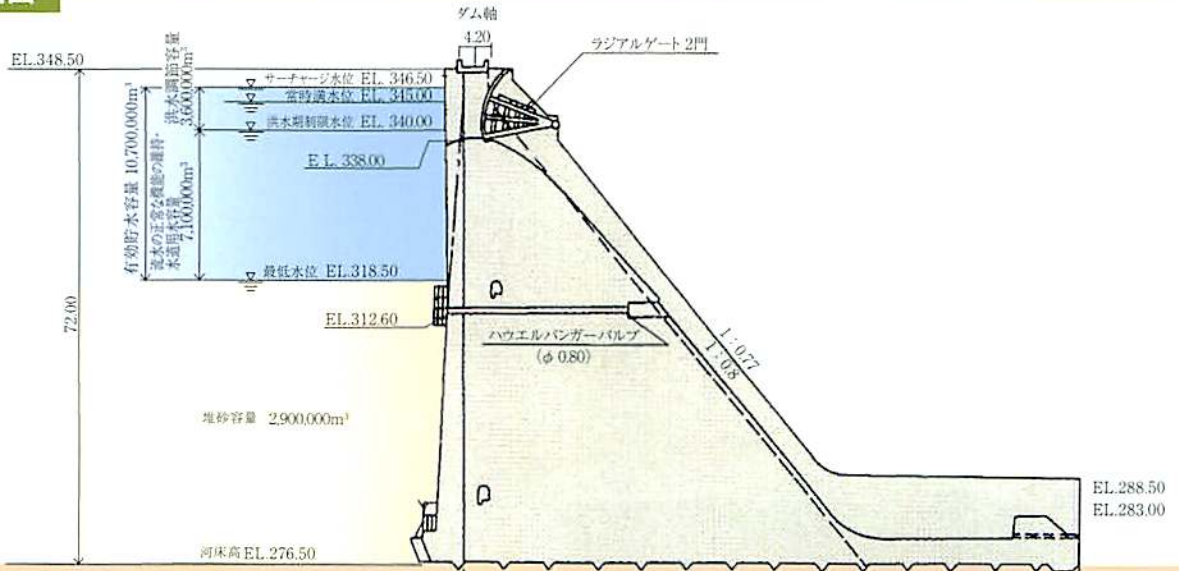 ダム軸
4.20
ラジアルゲート 2門
EL.348.50
サーチャージ水位 EL. 346.50
常時満水位 EL. 345.00
洪水期制限水位 EL. 340.00
EL. 338.00
洪水調節容量
3,600,000m³
有効貯水容量 10,700,000m³
流水の正常な機能の維持・
水道用水容量
7,100,000m³
最低水位 EL.318.50
EL.312.60
ハウエルバンガーバルブ
(φ 0.80)
1:0.77
1:0.8
72.00
堆砂容量 2,900,000m³
EL.288.50
EL.283.00
河床高 EL.276.50